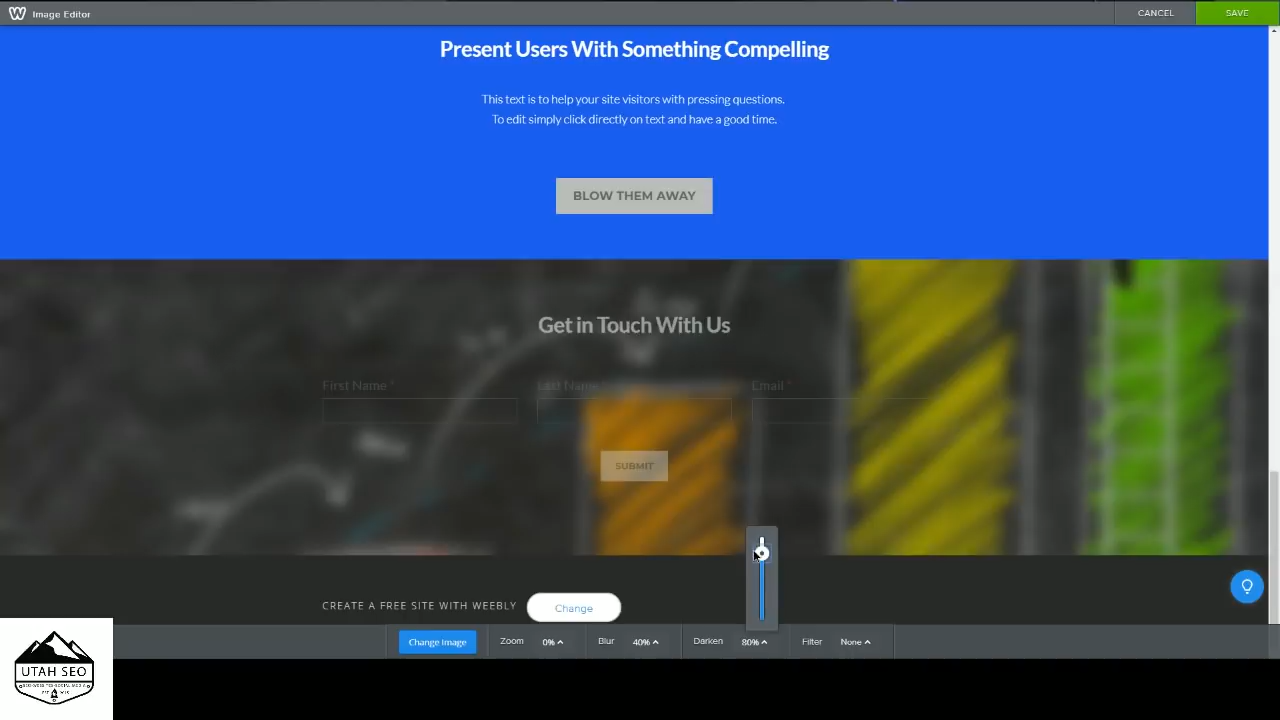 Image Editor
CANCEL
SAVE
Present Users With Something Compelling
This text is to help your site visitors with pressing questions.
To edit simply click directly on text and have a good time.
BLOW THEM AWAY
Get in Touch With Us
First Name *
Last Name *
Email *
SUBMIT
CREATE A FREE SITE WITH WEEBLY
Change
Change Image
Zoom
0%
Blur
40%
Darken
80%
Filter
None
UTAH SEO